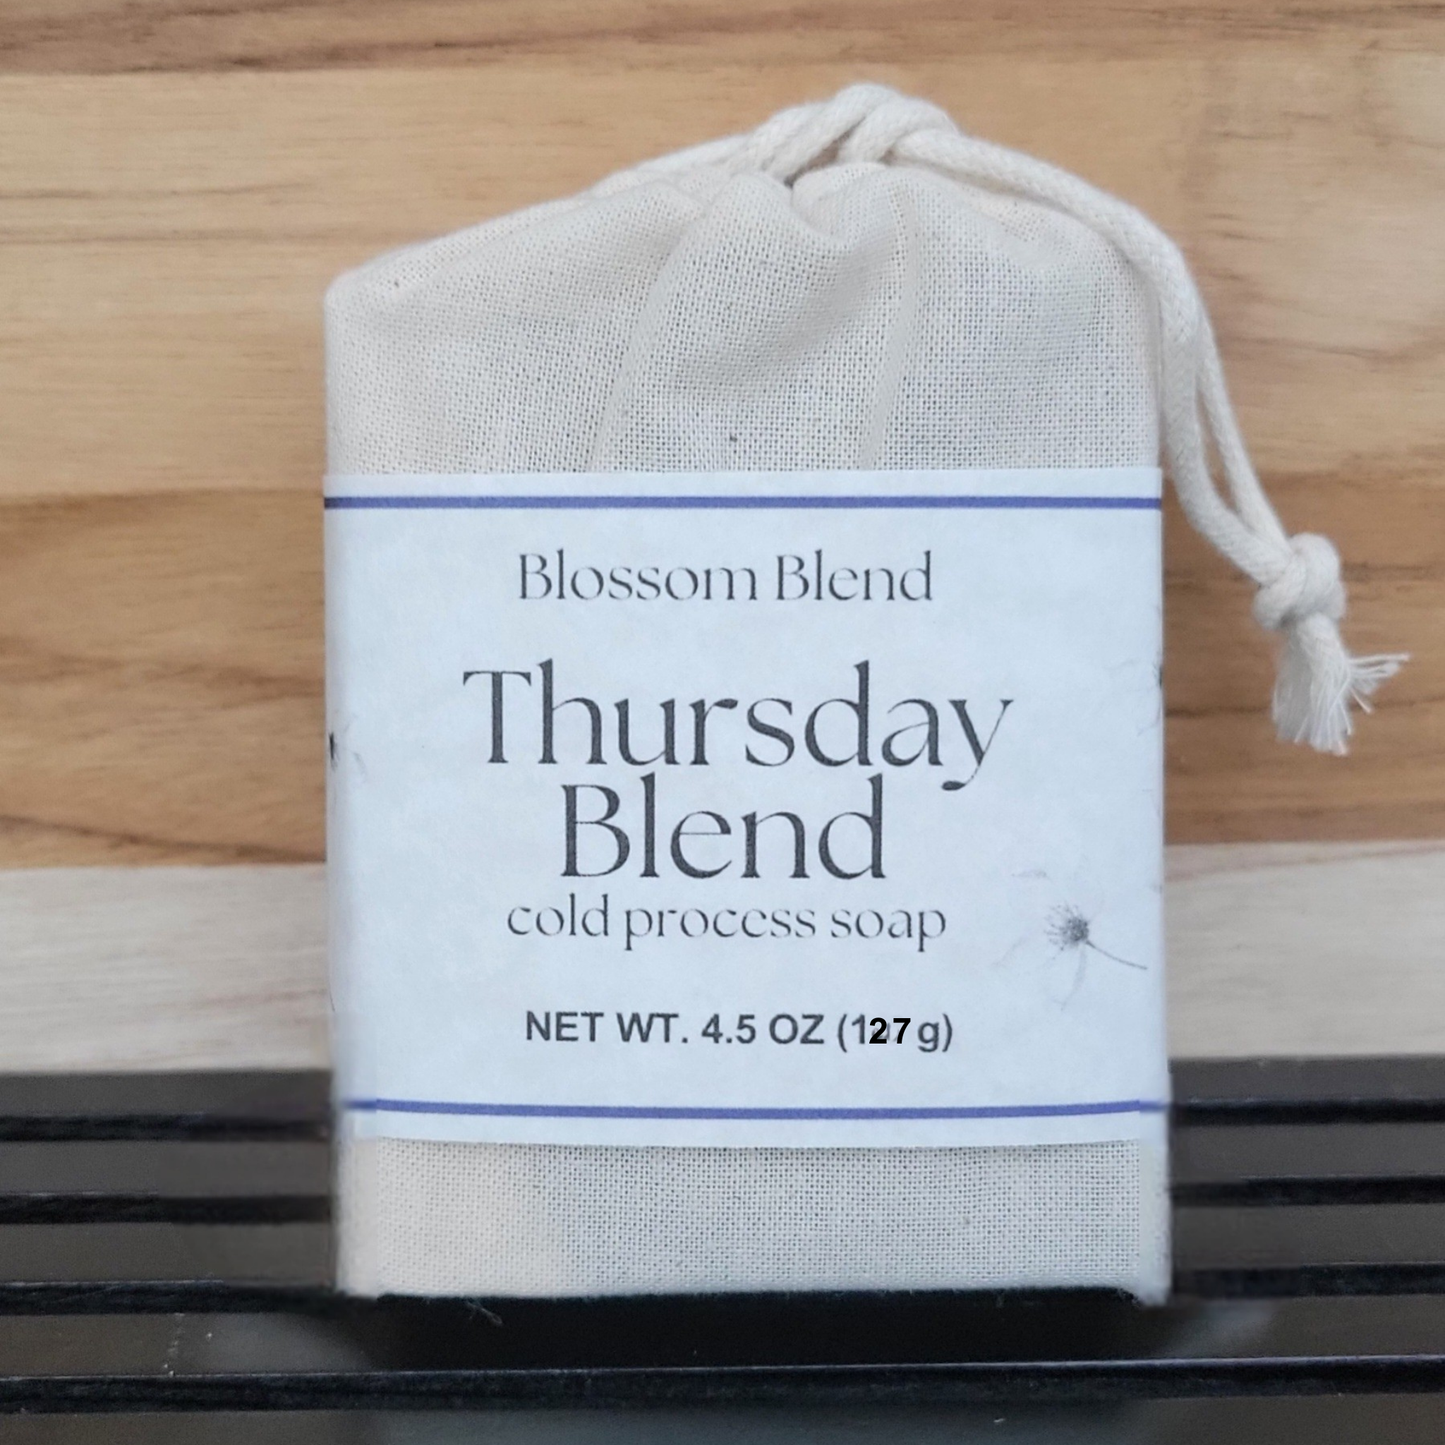 Blossom Blend
Thursday
Blend
cold process soap
NET WT. 4.5 OZ (127 g)